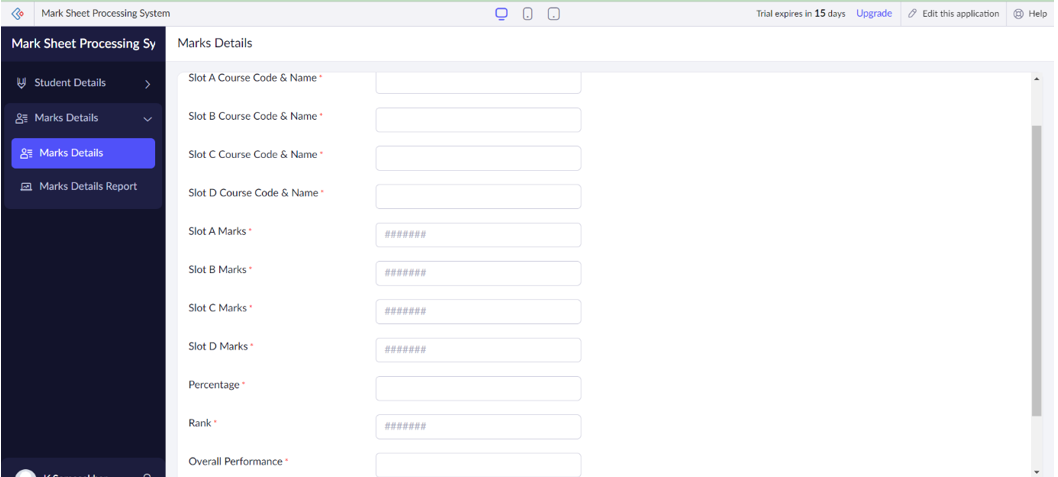 Mark Sheet Processing System
Trial expires in 15 days Upgrade Edit this application Help
Mark Sheet Processing Sy
Marks Details
Student Details
Marks Details
Marks Details
Marks Details Report
Slot A Course Code & Name *
Slot B Course Code & Name *
Slot C Course Code & Name *
Slot D Course Code & Name *
Slot A Marks * #######
Slot B Marks * #######
Slot C Marks * #######
Slot D Marks * #######
Percentage *
Rank * #######
Overall Performance *